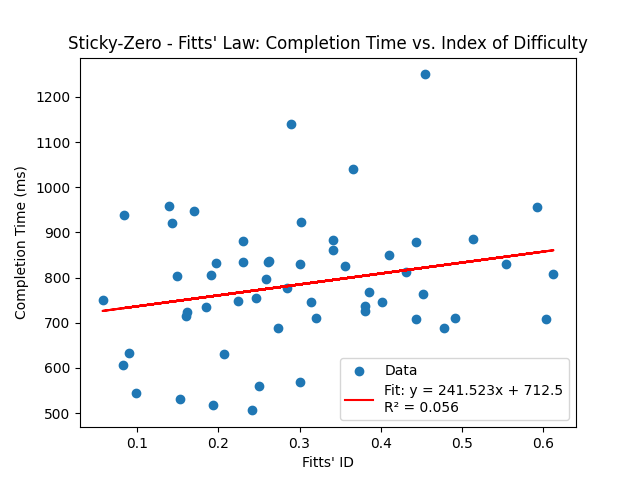 Sticky-Zero - Fitts' Law: Completion Time vs. Index of Difficulty
Completion Time (ms)
1200
1100
1000
900
800
700
600
500
0.1 0.2 0.3 0.4 0.5 0.6
Fitts' ID
Data
Fit: y = 241.523x + 712.5
R² = 0.056